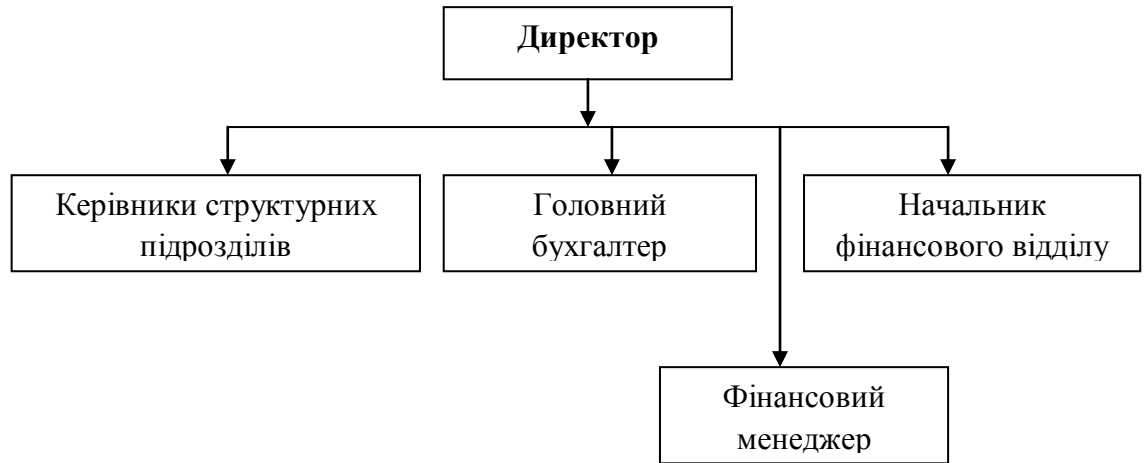 Директор
Керівники структурних
підрозділів
Головний
бухгалтер
Начальник
фінансового відділу
Фінансовий
менеджер